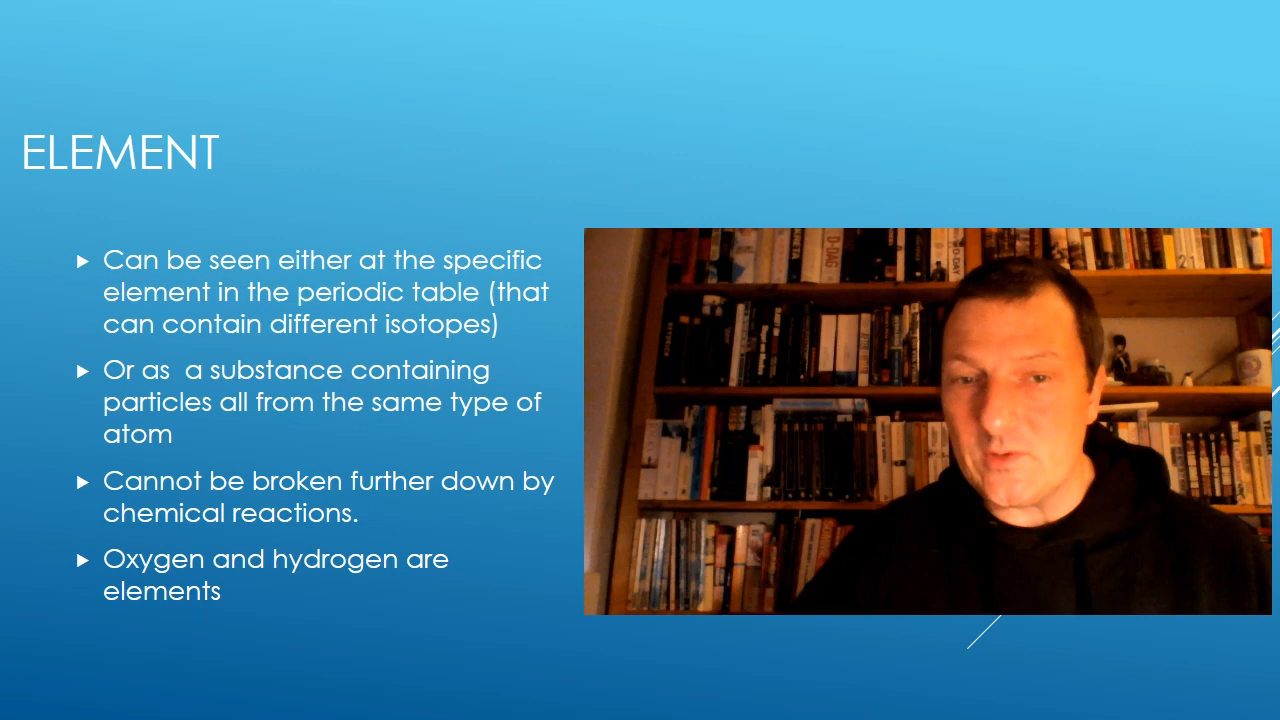 ELEMENT
Can be seen either at the specific
element in the periodic table (that
can contain different isotopes)
Or as  a substance containing
particles all from the same type of
atom
Cannot be broken further down by
chemical reactions.
Oxygen and hydrogen are
elements
D-DAG
D-DAY